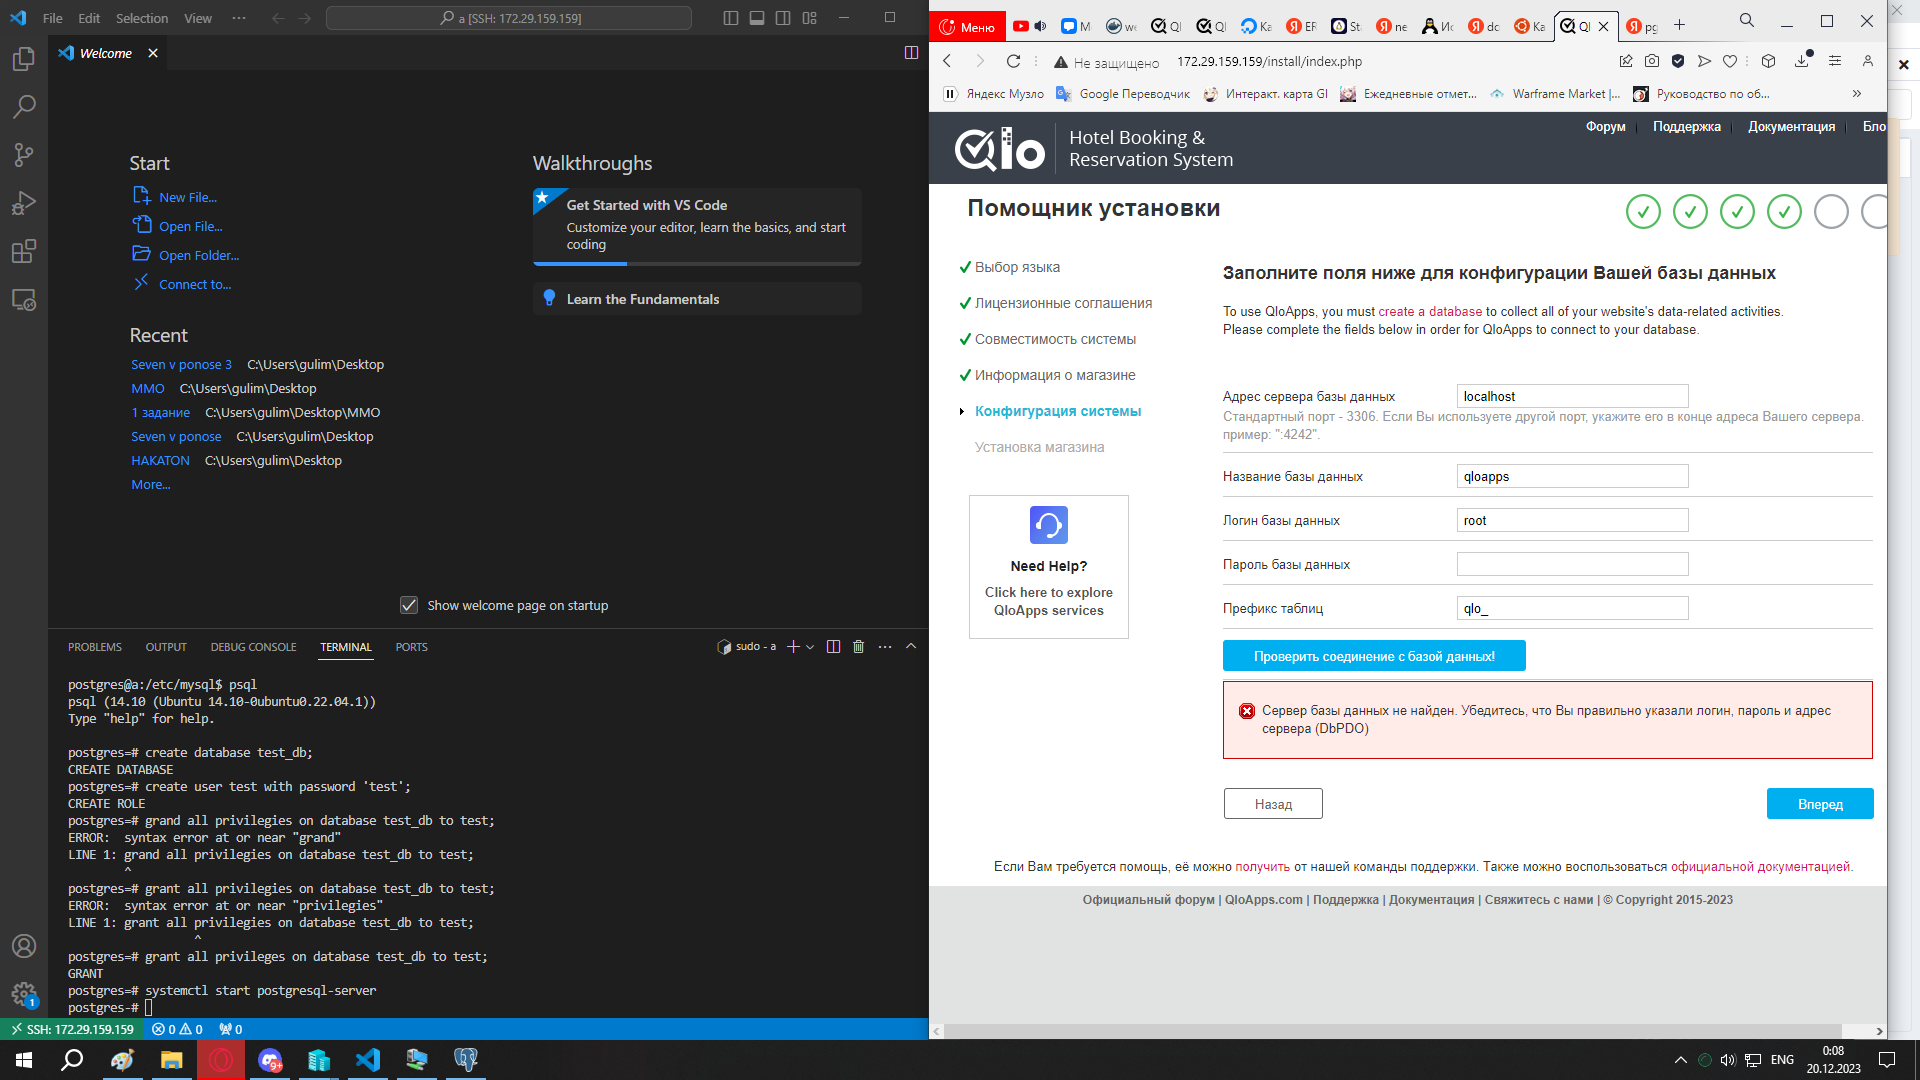 File Edit Selection View ··· a [SSH: 172.29.159.159]
Welcome
Start
New File...
Open File...
Open Folder...
Connect to...
Recent
Seven v ponose 3 C:\Users\gulim\Desktop
MMO C:\Users\gulim\Desktop
1 задание C:\Users\gulim\Desktop\MMO
Seven v ponose C:\Users\gulim\Desktop
HAKATON C:\Users\gulim\Desktop
More...
Walkthroughs
Get Started with VS Code
Customize your editor, learn the basics, and start
coding
Learn the Fundamentals
Show welcome page on startup
PROBLEMS OUTPUT DEBUG CONSOLE TERMINAL PORTS sudo - a
postgres@a:/etc/mysql$ psql
psql (14.10 (Ubuntu 14.10-0ubuntu0.22.04.1))
Type "help" for help.
postgres=# create database test_db;
CREATE DATABASE
postgres=# create user test with password 'test';
CREATE ROLE
postgres=# grand all privilegies on database test_db to test;
ERROR:  syntax error at or near "grand"
LINE 1: grand all privilegies on database test_db to test;
^
postgres=# grant all privilegies on database test_db to test;
ERROR:  syntax error at or near "privilegies"
LINE 1: grant all privilegies on database test_db to test;
^
postgres=# grant all privileges on database test_db to test;
GRANT
postgres=# systemctl start postgresql-server
postgres-#
1
SSH: 172.29.159.159 0 0 0
Меню
M we Ql Ql Ka ER St ne Ис do Ka Ql pg
Не защищено 172.29.159.159/install/index.php
Яндекс Музло Google Переводчик Интеракт. карта GI Ежедневные отмет... Warframe Market |... Руководство по об... »
Qlo Hotel Booking &
Reservation System
Форум Поддержка Документация Бло
Помощник установки
Выбор языка
Лицензионные соглашения
Совместимость системы
Информация о магазине
Конфигурация системы
Установка магазина
Need Help?
Click here to explore
QloApps services
Заполните поля ниже для конфигурации Вашей базы данных
To use QloApps, you must create a database to collect all of your website's data-related activities.
Please complete the fields below in order for QloApps to connect to your database.
Адрес сервера базы данных localhost
Стандартный порт - 3306. Если Вы используете другой порт, укажите его в конце адреса Вашего сервера.
пример: ":4242".
Название базы данных qloapps
Логин базы данных root
Пароль базы данных
Префикс таблиц qlo_
Проверить соединение с базой данных!
Сервер базы данных не найден. Убедитесь, что Вы правильно указали логин, пароль и адрес
сервера (DbPDO)
Назад Вперед
Если Вам требуется помощь, её можно получить от нашей команды поддержки. Также можно воспользоваться официальной документацией.
Официальный форум | QloApps.com | Поддержка | Документация | Свяжитесь с нами | © Copyright 2015-2023
9+
ENG 0:08
20.12.2023